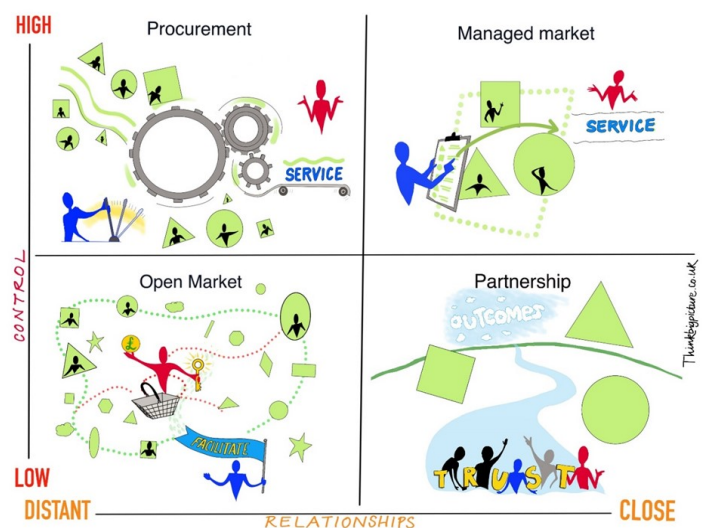 HIGH
Procurement
Managed market
SERVICE
SERVICE
CONTROL
Open Market
Partnership
£
OUTCOMES
Thinkbypicture.co.uk
FACILITATE
TRUST
LOW
DISTANT
RELATIONSHIPS
CLOSE